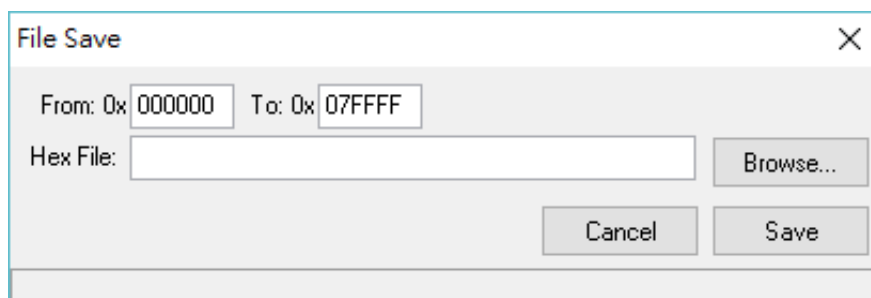 File Save
From: 0x 000000 To: 0x 07FFFF
Hex File: Browse...
Cancel Save